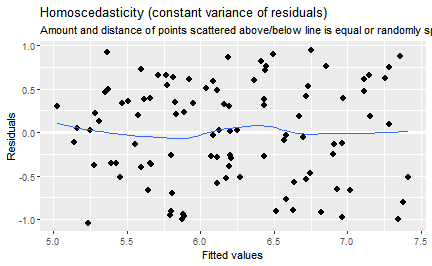 Homoscedasticity (constant variance of residuals)
Amount and distance of points scattered above/below line is equal or randomly
1.0
0.5
0.0
-0.5
-1.0
Residuals
5.0 5.5 6.0 6.5 7.0 7.5
Fitted values